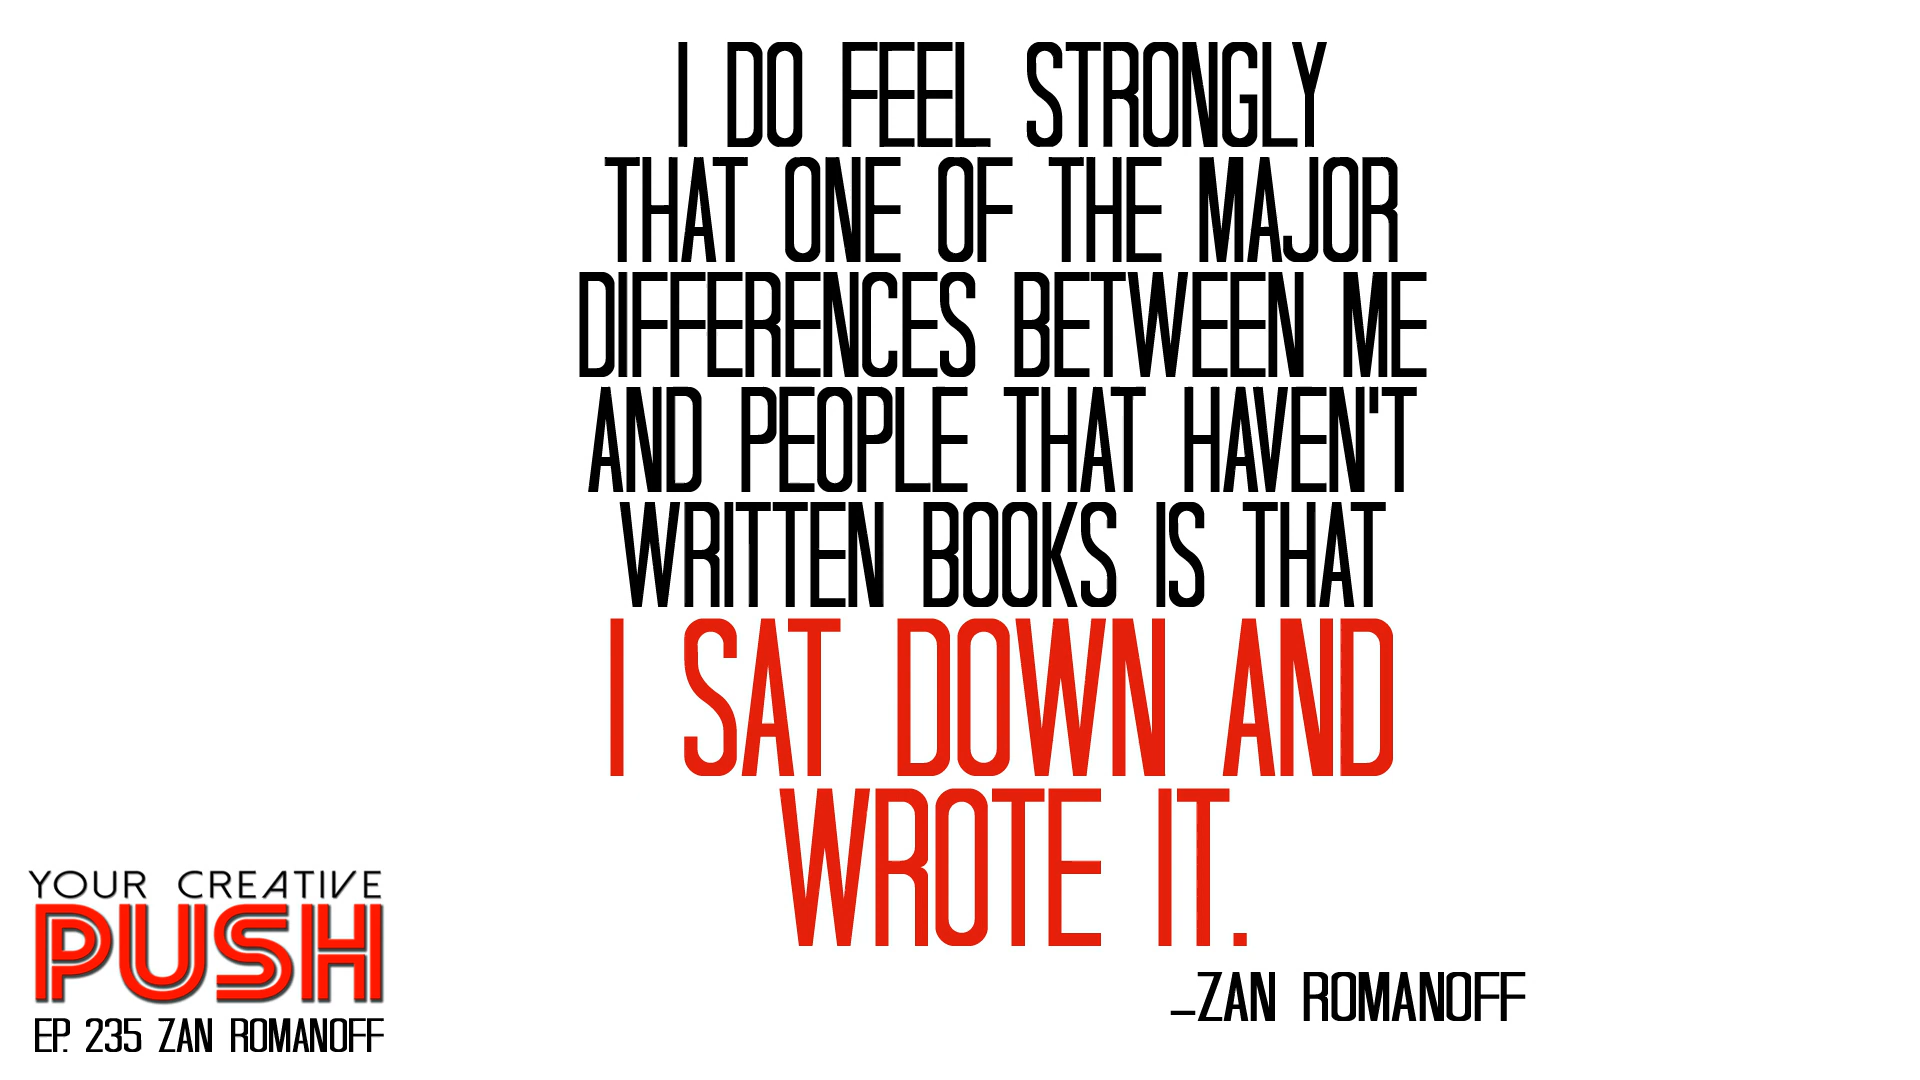 I DO FEEL STRONGLY
THAT ONE OF THE MAJOR
DIFFERENCES BETWEEN ME
AND PEOPLE THAT HAVEN'T
WRITTEN BOOKS IS THAT
I SAT DOWN AND
WROTE IT.
–ZAN ROMANOFF
YOUR CREATIVE
PUSH
EP. 235 ZAN ROMANOFF